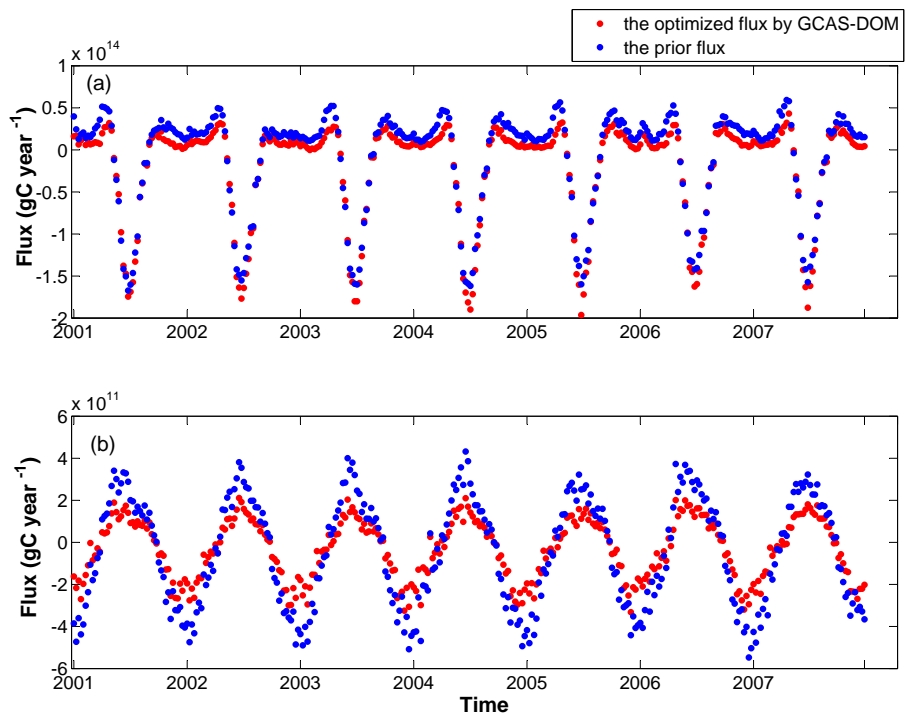 the optimized flux by GCAS-DOM
the prior flux
x 10^14
(a)
1
0.5
0
-0.5
-1
-1.5
-2
Flux (gC year -1)
2001 2002 2003 2004 2005 2006 2007
x 10^11
(b)
6
4
2
0
-2
-4
-6
Flux (gC year -1)
2001 2002 2003 2004 2005 2006 2007
Time